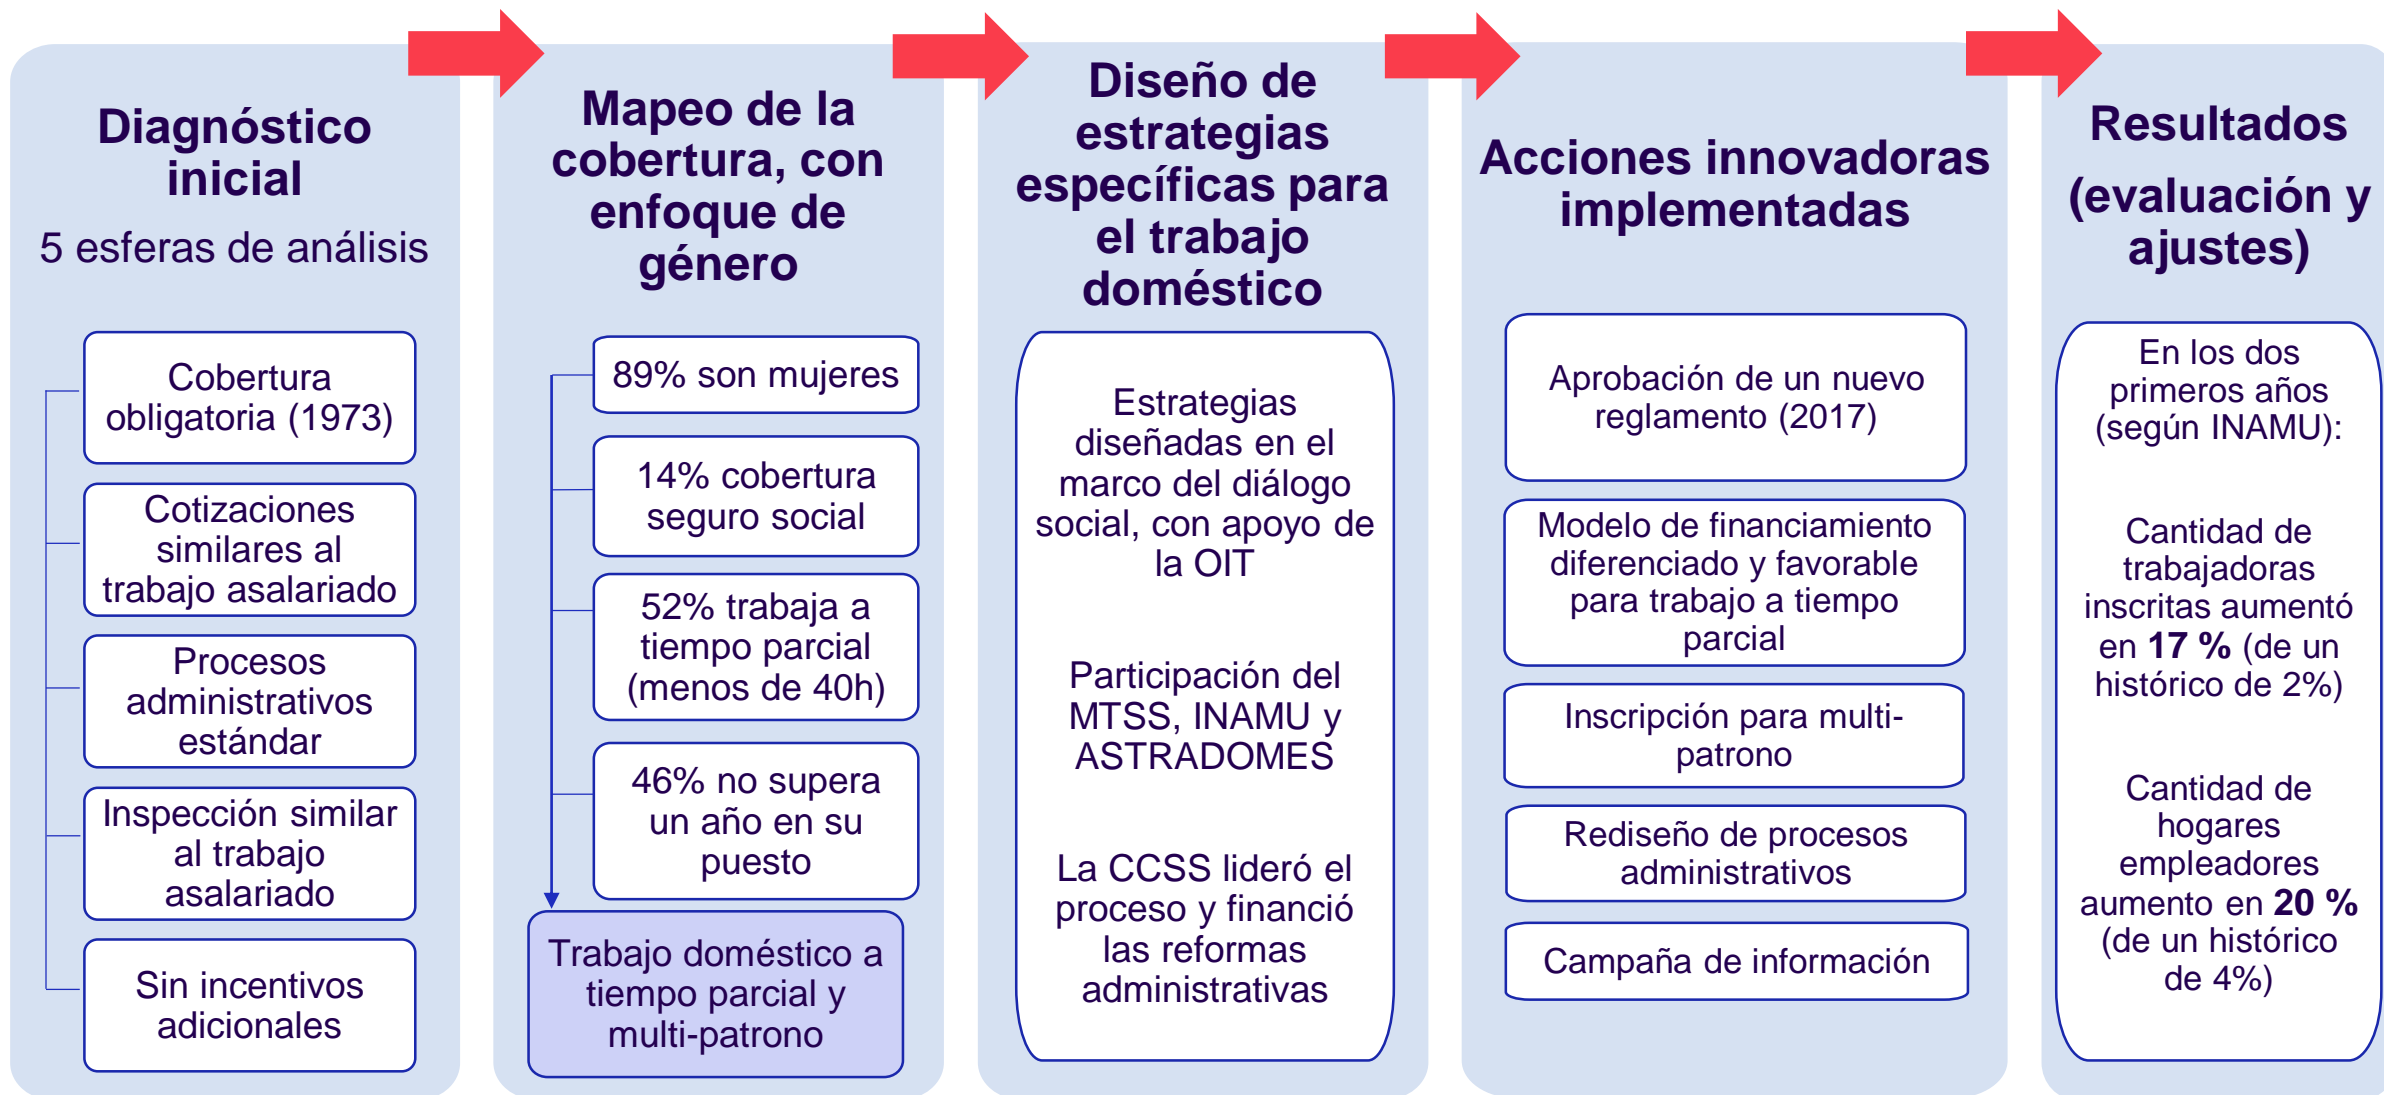 Diagnóstico
inicial
5 esferas de análisis
Cobertura
obligatoria (1973)
Cotizaciones
similares al
trabajo asalariado
Procesos
administrativos
estándar
Inspección similar
al trabajo
asalariado
Sin incentivos
adicionales
Mapeo de la
cobertura, con
enfoque de
género
89% son mujeres
14% cobertura
seguro social
52% trabaja a
tiempo parcial
(menos de 40h)
46% no supera
un año en su
puesto
Trabajo doméstico a
tiempo parcial y
multi-patrono
Diseño de
estrategias
específicas para
el trabajo
doméstico
Estrategias
diseñadas en el
marco del diálogo
social, con apoyo de
la OIT
Participación del
MTSS, INAMU y
ASTRADOMES
La CCSS lideró el
proceso y financió
las reformas
administrativas
Acciones innovadoras
implementadas
Aprobación de un nuevo
reglamento (2017)
Modelo de financiamiento
diferenciado y favorable
para trabajo a tiempo
parcial
Inscripción para multi-
patrono
Rediseño de procesos
administrativos
Campaña de información
Resultados
(evaluación y
ajustes)
En los dos
primeros años
(según INAMU):
Cantidad de
trabajadoras
inscritas aumentó
en 17 % (de un
histórico de 2%)
Cantidad de
hogares
empleadores
aumento en 20 %
(de un histórico
de 4%)